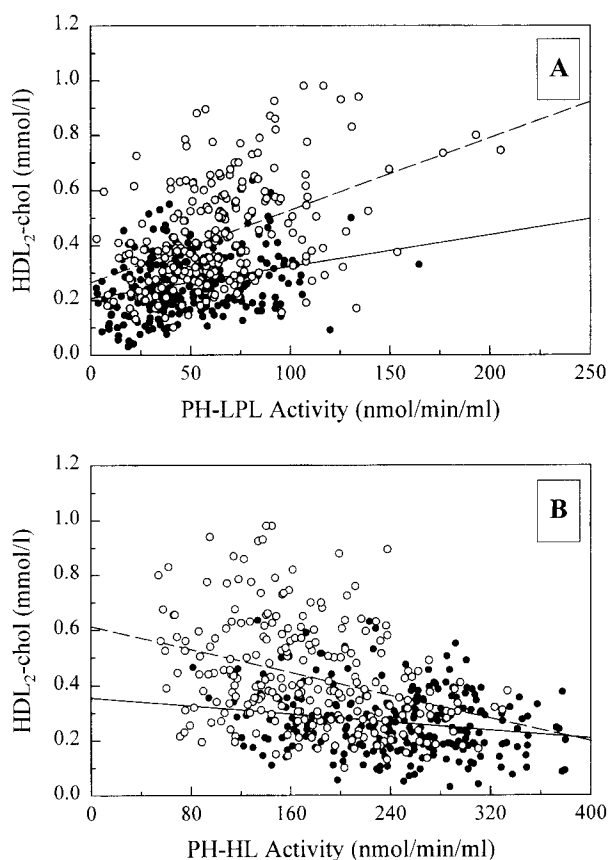 1.2
A
1.0
0.8
0.6
0.4
0.2
0.0
HDL2-chol (mmol/l)
0 50 100 150 200 250
PH-LPL Activity (nmol/min/ml)
1.2
B
1.0
0.8
0.6
0.4
0.2
0.0
HDL2-chol (mmol/l)
0 80 160 240 320 400
PH-HL Activity (nmol/min/ml)